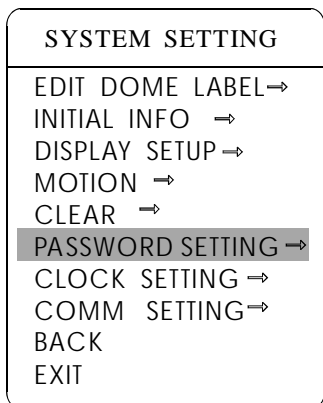 SYSTEM SETTING
EDIT DOME LABEL→
INITIAL INFO →
DISPLAY SETUP→
MOTION →
CLEAR →
PASSWORD SETTING→
CLOCK SETTING→
COMM SETTING→
BACK
EXIT